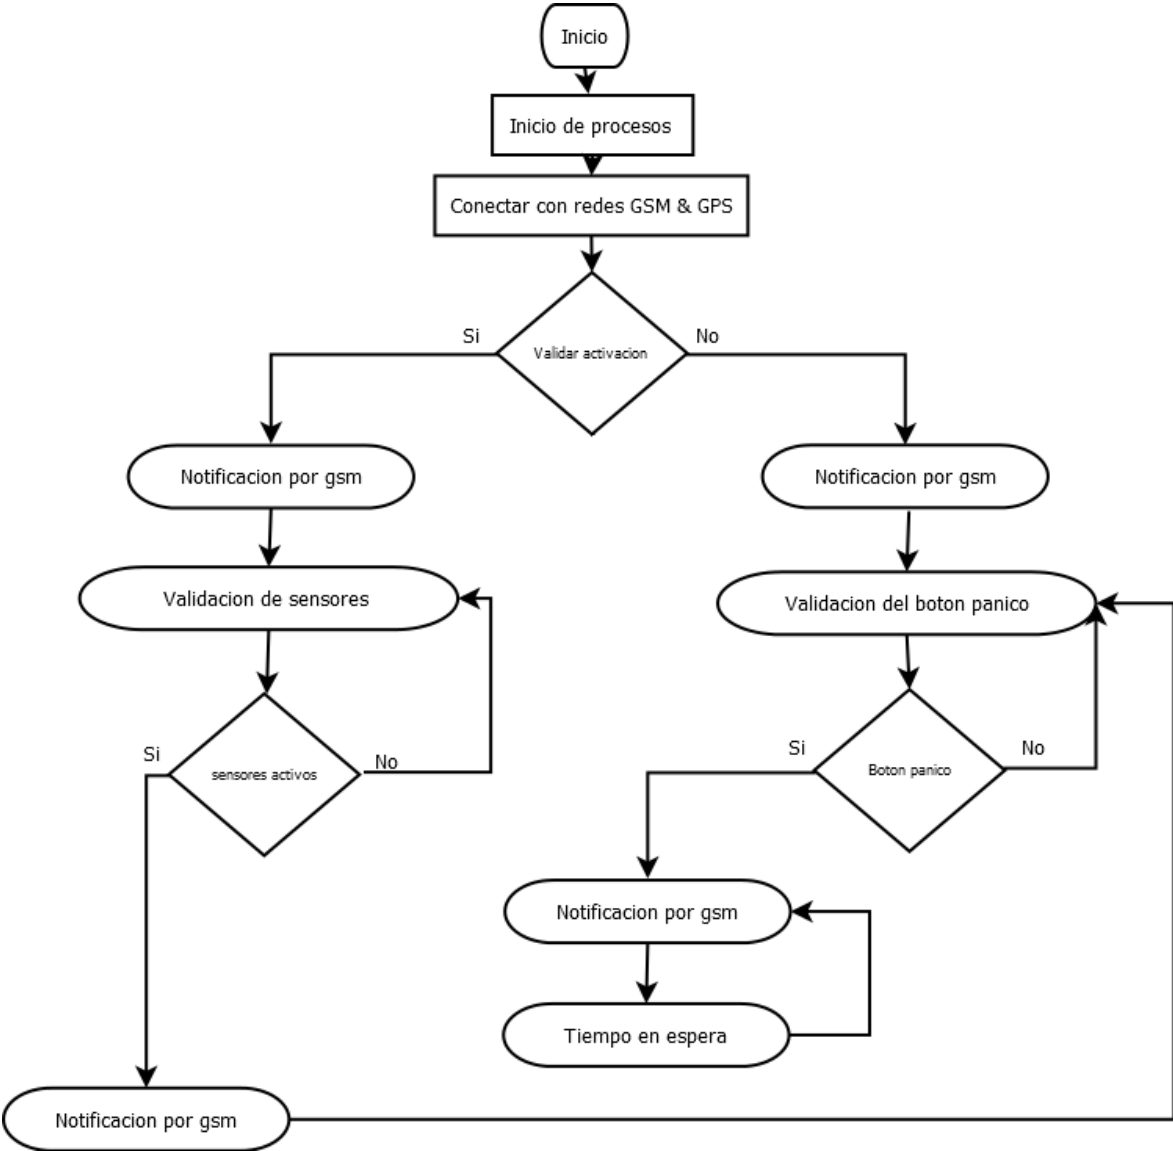 Inicio
Inicio de procesos
Conectar con redes GSM & GPS
Si
No
Validar activacion
Notificacion por gsm
Notificacion por gsm
Validacion de sensores
Validacion del boton panico
Si
No
sensores activos
Si
No
Boton panico
Notificacion por gsm
Tiempo en espera
Notificacion por gsm